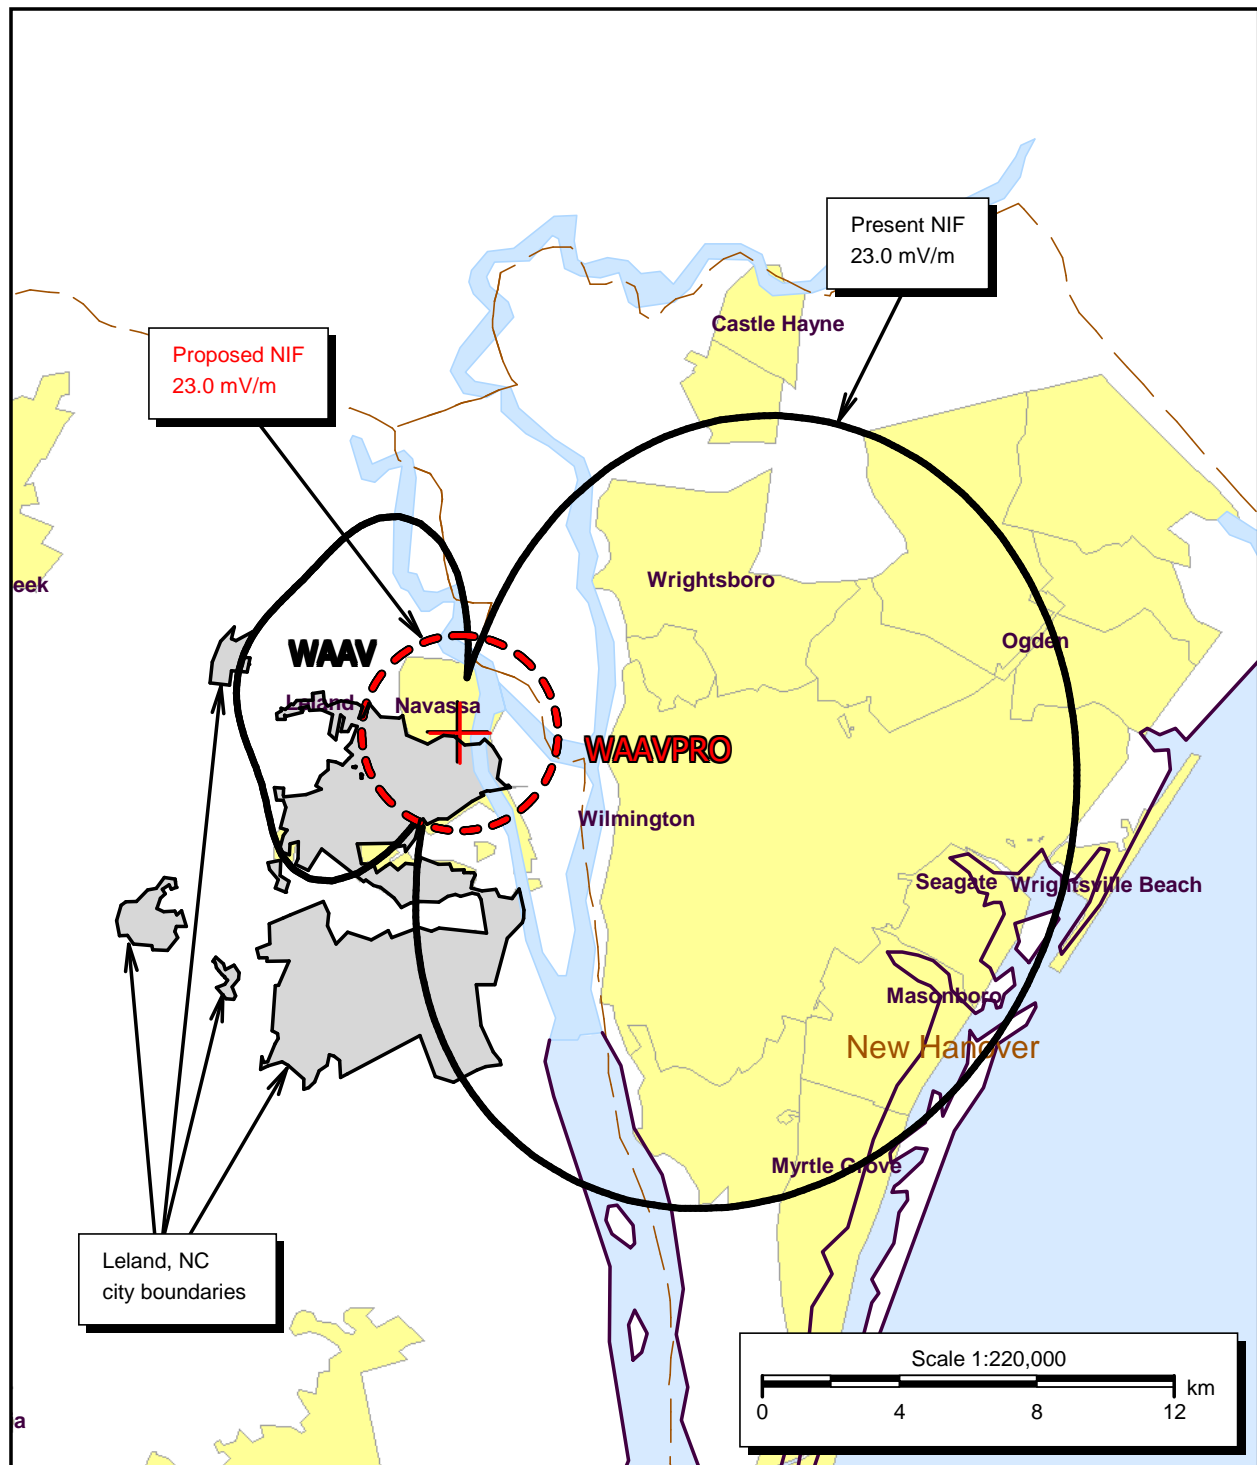 Present NIF
23.0 mV/m
Castle Hayne
Proposed NIF
23.0 mV/m
eek
Wrightsboro
Ogden
WAAV
Leland
Navassa
WAAVPRO
Wilmington
Seagate
Wrightsville Beach
Masonboro
New Hanover
Myrtle Grove
Leland, NC
city boundaries
Scale 1:220,000
km
0 4 8 12
a